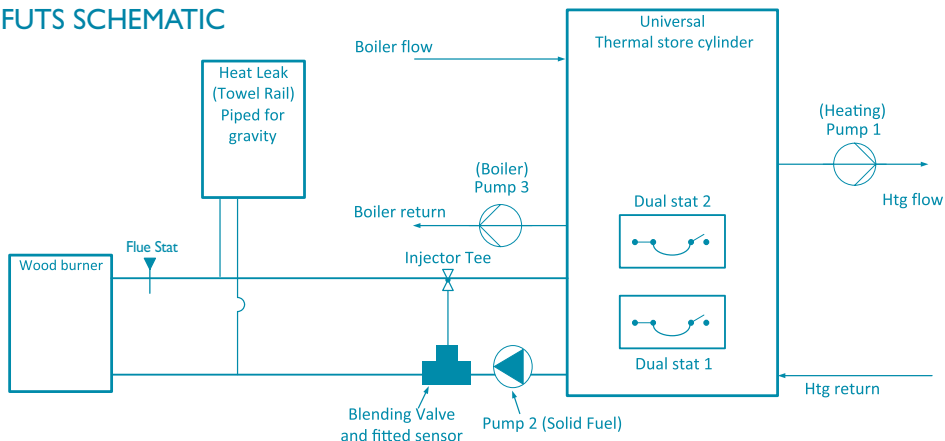 FUTS SCHEMATIC
Universal
Thermal store cylinder
Boiler flow
Heat Leak
(Towel Rail)
Piped for
gravity
(Heating)
Pump 1
Htg flow
(Boiler)
Pump 3
Boiler return
Dual stat 2
Flue Stat
Injector Tee
Wood burner
Dual stat 1
Htg return
Blending Valve
and fitted sensor
Pump 2 (Solid Fuel)